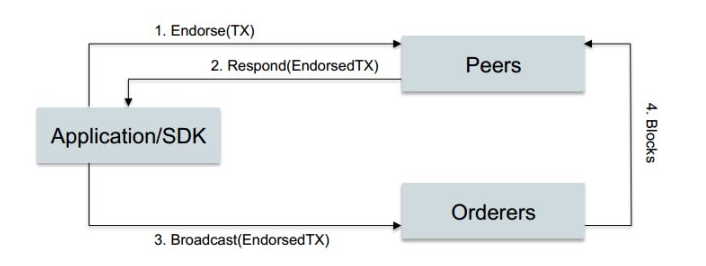 1. Endorse(TX)
2. Respond(EndorsedTX)
Peers
Application/SDK
4. Blocks
Orderers
3. Broadcast(EndorsedTX)